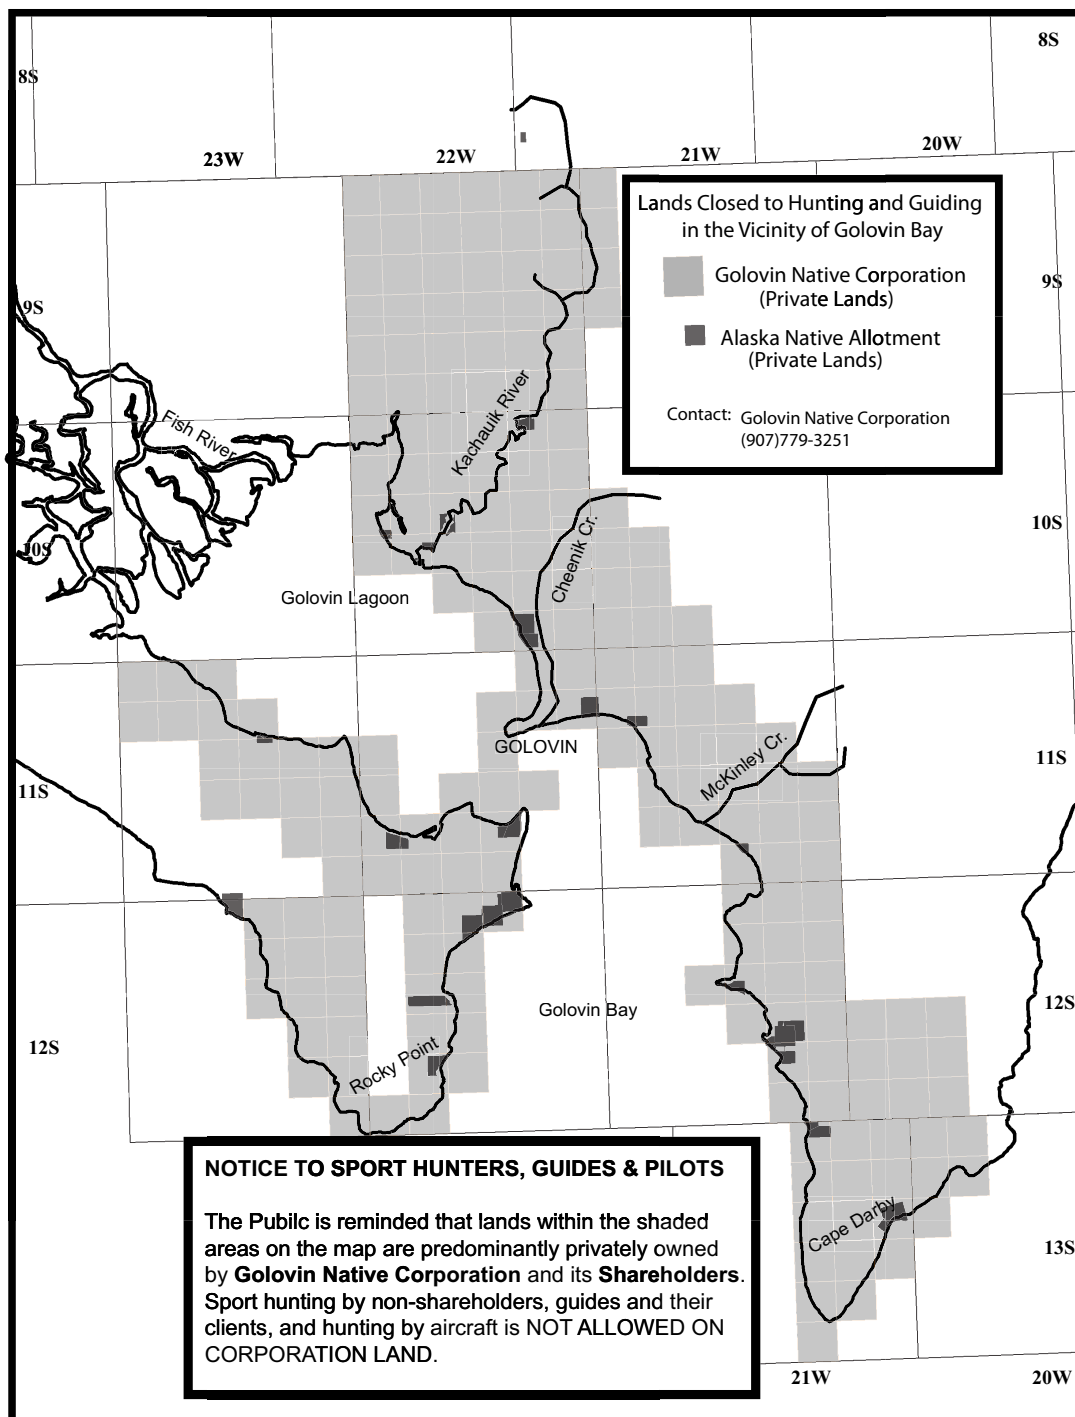 8S
8S
23W
22W
21W
20W
Lands Closed to Hunting and Guiding
in the Vicinity of Golovin Bay
Golovin Native Corporation
(Private Lands)
Alaska Native Allotment
(Private Lands)
Contact: Golovin Native Corporation
(907)779-3251
9S
9S
Fish River
Kachauik River
10S
10S
Cheenik Cr.
Golovin Lagoon
GOLOVIN
McKinley Cr.
11S
11S
Golovin Bay
12S
12S
Rocky Point
NOTICE TO SPORT HUNTERS, GUIDES & PILOTS
The Pubilc is reminded that lands within the shaded
areas on the map are predominantly privately owned
by Golovin Native Corporation and its Shareholders.
Sport hunting by non-shareholders, guides and their
clients, and hunting by aircraft is NOT ALLOWED ON
CORPORATION LAND.
Cape Darby
13S
21W
20W